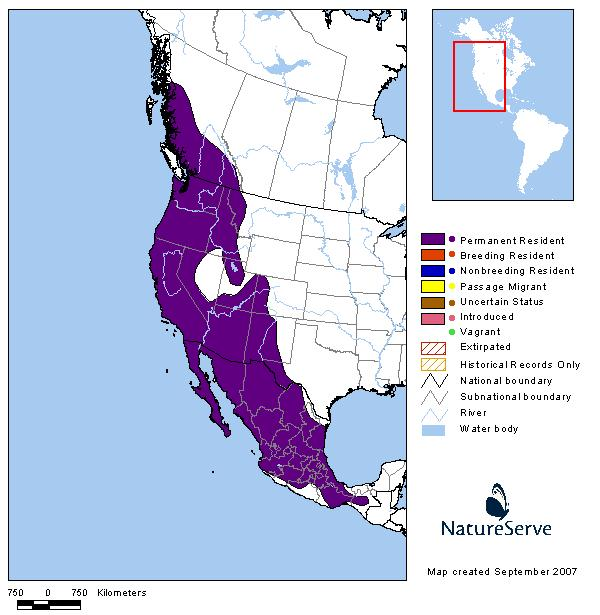 Permanent Resident
Breeding Resident
Nonbreeding Resident
Passage Migrant
Uncertain Status
Introduced
Vagrant
Extirpated
Historical Records Only
National boundary
Subnational boundary
River
Water body
NatureServe
Map created September 2007
750 0 750 Kilometers